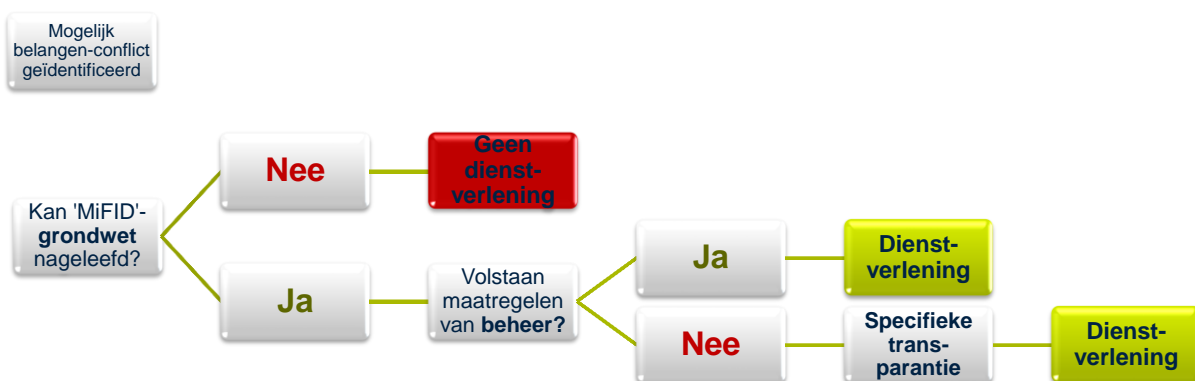 Mogelijk
belangen-conflict
geïdentificeerd
Nee
Geen
dienst-
verlening
Kan 'MiFID'-
grondwet
nageleefd?
Ja
Volstaan
maatregelen
van beheer?
Ja
Dienst-
verlening
Nee
Specifieke
trans-
parantie
Dienst-
verlening